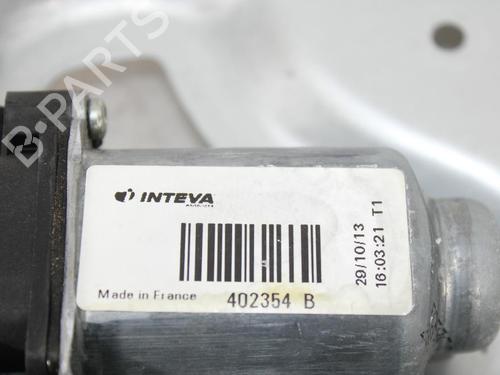 B-PARTS
INTEVA
Made in France
402354 B
29/10/13
16:03:21 T1